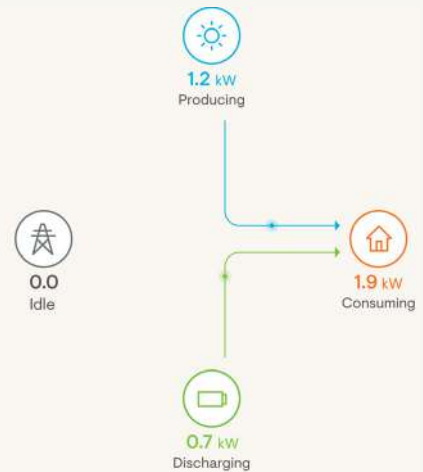 1.2 kW
Producing
0.0
Idle
1.9 kW
Consuming
0.7 kW
Discharging